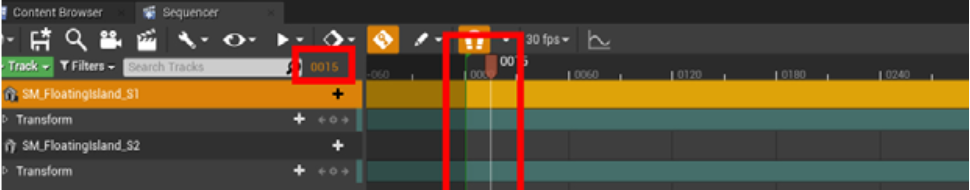 Content Browser Sequencer
30 fps
Track Filters Search Tracks 0015
-060 0000 0015 0060 0120 0180 0240
SM_FloatingIsland_S1
Transform
SM_FloatingIsland_S2
Transform